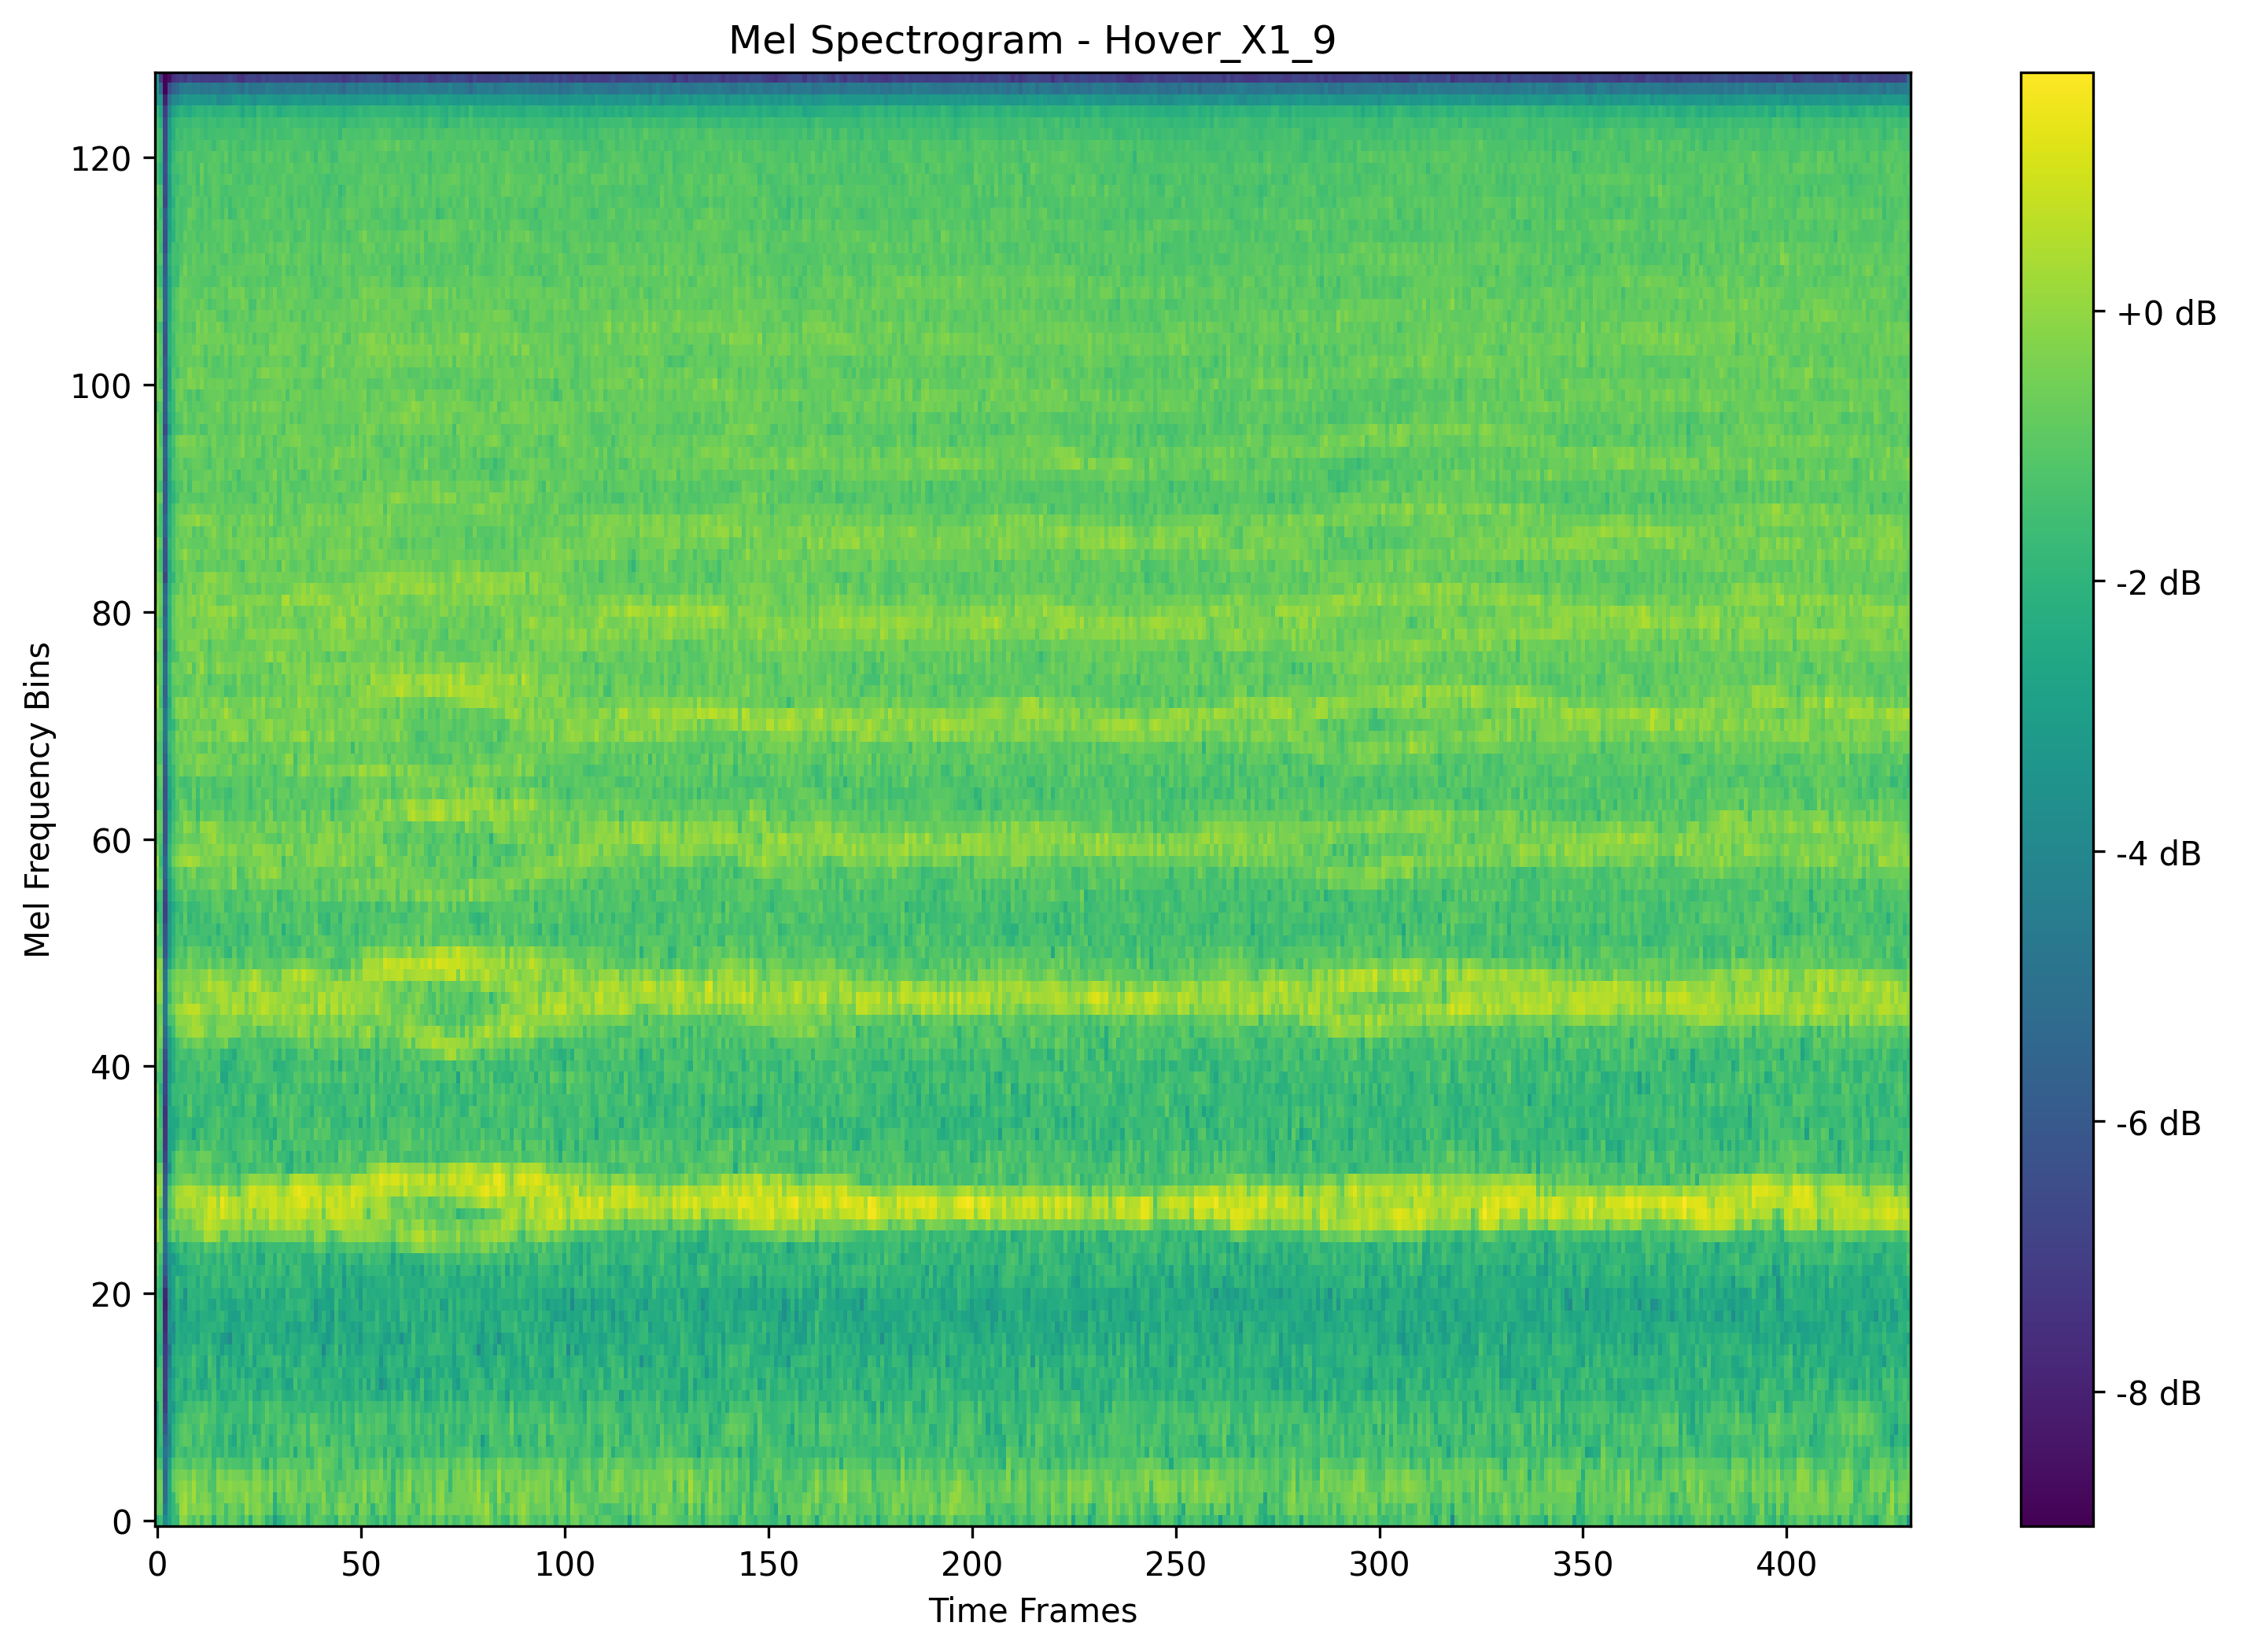 Mel Spectrogram - Hover_X1_9
Mel Frequency Bins
120
100
80
60
40
20
0
0 50 100 150 200 250 300 350 400
Time Frames
+0 dB
-2 dB
-4 dB
-6 dB
-8 dB